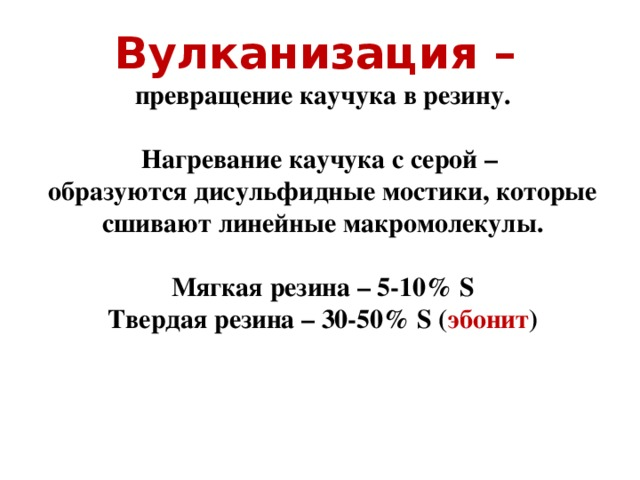 Вулканизация –
превращение каучука в резину.
Нагревание каучука с серой –
образуются дисульфидные мостики, которые
сшивают линейные макромолекулы.
Мягкая резина – 5-10% S
Твердая резина – 30-50% S (эбонит)